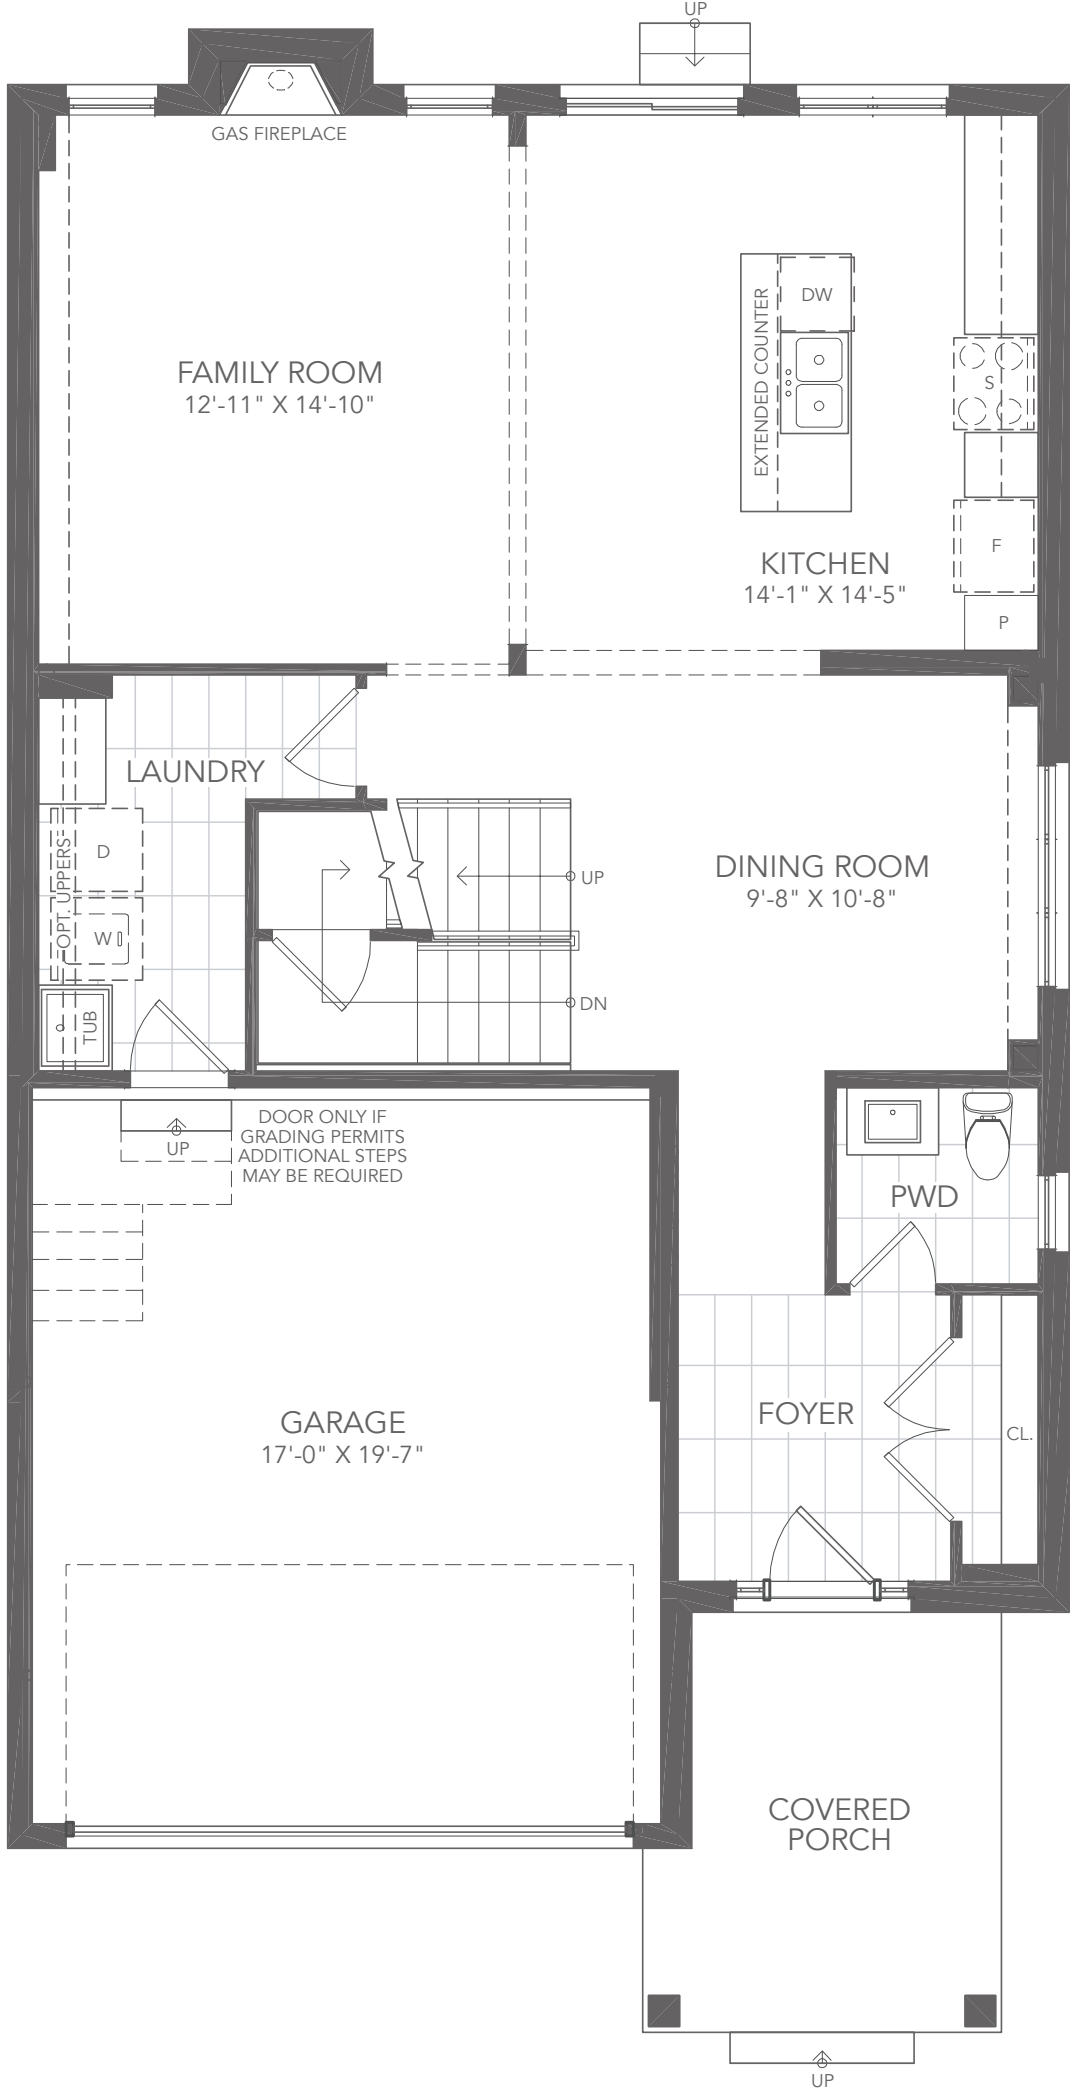 UP
GAS FIREPLACE
DW
EXTENDED COUNTER
S
FAMILY ROOM
12'-11" X 14'-10"
F
KITCHEN
14'-1" X 14'-5"
P
LAUNDRY
D
OPT. UPPERS
W
TUB
UP
DN
DINING ROOM
9'-8" X 10'-8"
UP
DOOR ONLY IF
GRADING PERMITS
ADDITIONAL STEPS
MAY BE REQUIRED
PWD
FOYER
CL.
GARAGE
17'-0" X 19'-7"
COVERED
PORCH
UP